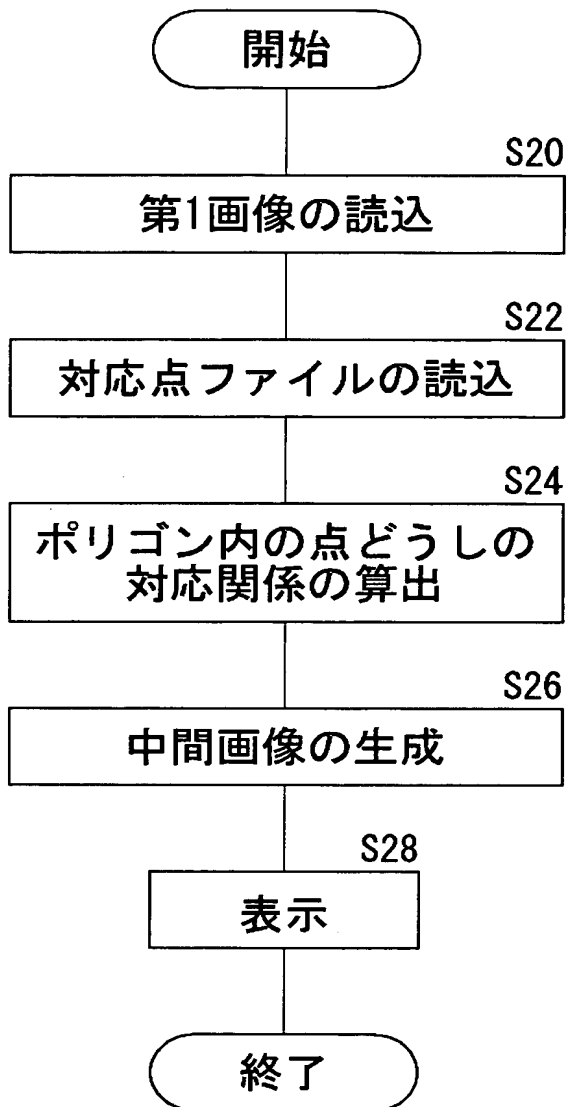 開始
S20
第1画像の読込
S22
対応点ファイルの読込
S24
ポリゴン内の点どうしの
対応関係の算出
S26
中間画像の生成
S28
表示
終了